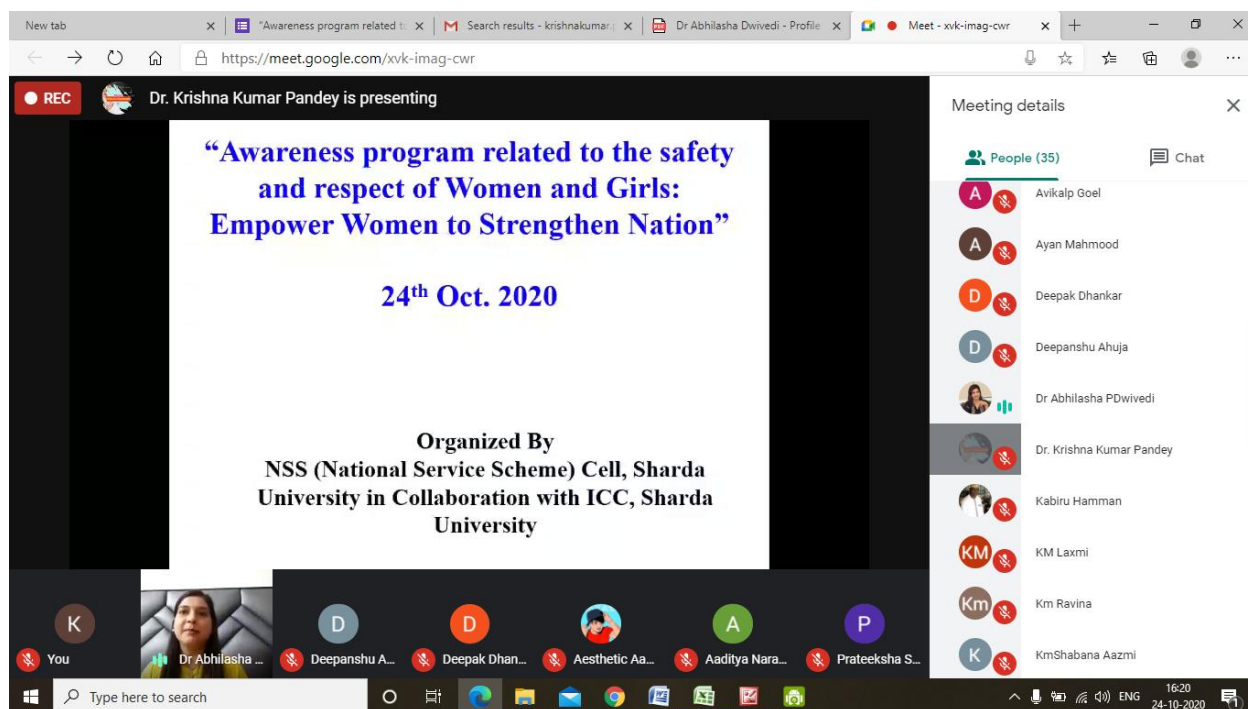 New tab
"Awareness program related to
Search results - krishnakumar.p
Dr Abhilasha Dwivedi - Profile
Meet - xvk-imag-cwr
https://meet.google.com/xvk-imag-cwr
REC
Dr. Krishna Kumar Pandey is presenting
“Awareness program related to the safety
and respect of Women and Girls:
Empower Women to Strengthen Nation”
24th Oct. 2020
Organized By
NSS (National Service Scheme) Cell, Sharda
University in Collaboration with ICC, Sharda
University
Meeting details
People (35)
Chat
A
Avikalp Goel
A
Ayan Mahmood
D
Deepak Dhankar
D
Deepanshu Ahuja
Dr Abhilasha PDwivedi
Dr. Krishna Kumar Pandey
Kabiru Hamman
KM
KM Laxmi
Km
Km Ravina
K
KmShabana Aazmi
K
You
Dr Abhilasha ...
D
Deepanshu A...
D
Deepak Dhan...
Aesthetic Aa...
A
Aaditya Nara...
P
Prateeksha S...
Type here to search
ENG
16:20
24-10-2020